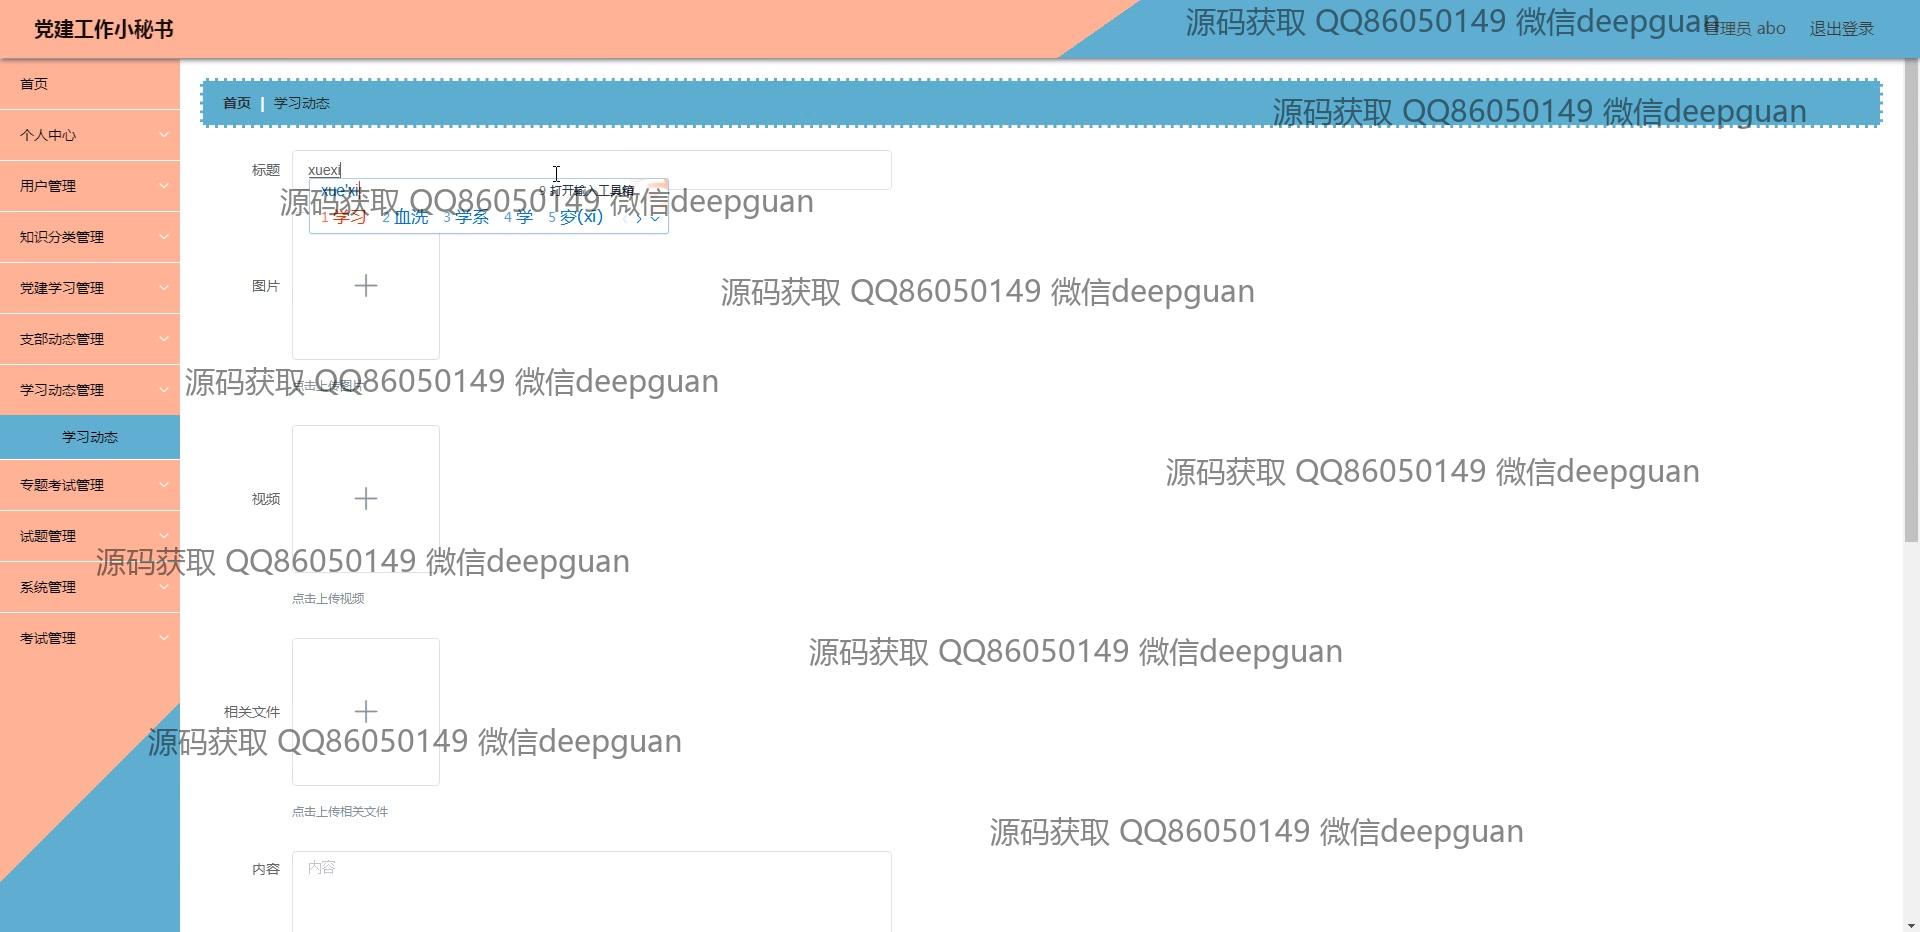 党建工作小秘书
源码获取 QQ86050149 微信deepguan
管理员 abo
退出登录
首页
个人中心
用户管理
知识分类管理
党建学习管理
支部动态管理
学习动态管理
学习动态
专题考试管理
试题管理
系统管理
考试管理
首页 | 学习动态
源码获取 QQ86050149 微信deepguan
标题 xuexi
xue'xi 9 打开输入工具箱
源码获取 QQ86050149 微信deepguan
1 学习 2 血洗 3 学系 4 学 5 穸(xi)
图片
源码获取 QQ86050149 微信deepguan
点击上传图片
源码获取 QQ86050149 微信deepguan
源码获取 QQ86050149 微信deepguan
视频
源码获取 QQ86050149 微信deepguan
点击上传视频
源码获取 QQ86050149 微信deepguan
相关文件
源码获取 QQ86050149 微信deepguan
点击上传相关文件
源码获取 QQ86050149 微信deepguan
内容 内容